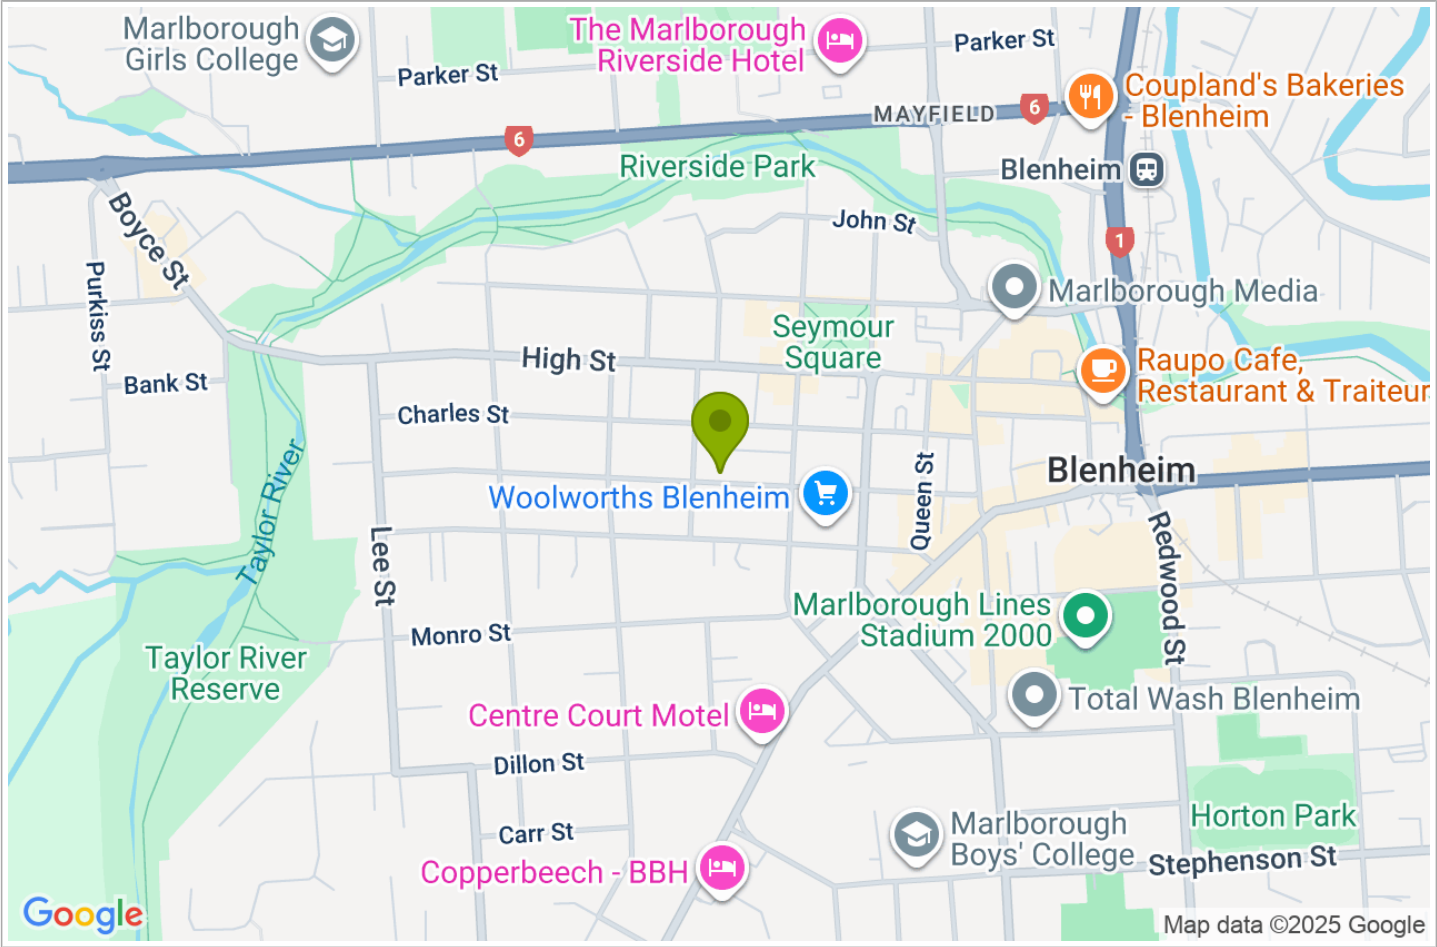 Marlborough
Girls College
The Marlborough
Riverside Hotel
Parker St
Parker St
Coupland's Bakeries
- Blenheim
6
MAYFIELD
6
Riverside Park
Blenheim
Boyce St
John St
1
Purkiss St
Marlborough Media
Seymour
Square
High St
Raupo Cafe,
Restaurant & Traiteur
Bank St
Charles St
Taylor River
Blenheim
Woolworths Blenheim
Queen St
Lee St
Redwood St
Marlborough Lines
Stadium 2000
Monro St
Taylor River
Reserve
Total Wash Blenheim
Centre Court Motel
Dillon St
Horton Park
Carr St
Marlborough
Boys' College
Stephenson St
Copperbeech - BBH
Google
Map data ©2025 Google